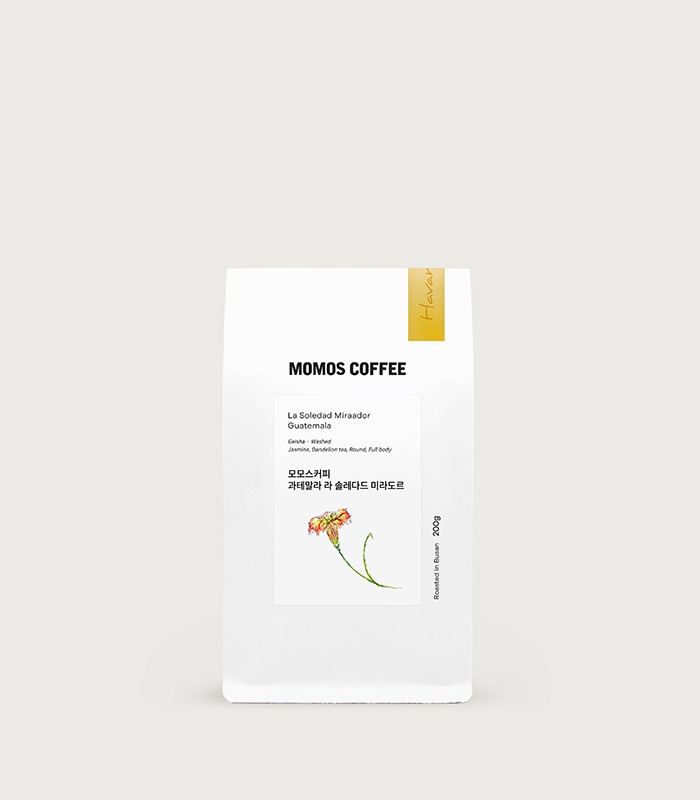 Havan
MOMOS COFFEE
La Soledad Miraador
Guatemala
Geisha - Washed
Jasmine, Dandelion tea, Round, Full body
모모스커피
과테말라 라 솔레다드 미라도르
Roasted in Busan 200g